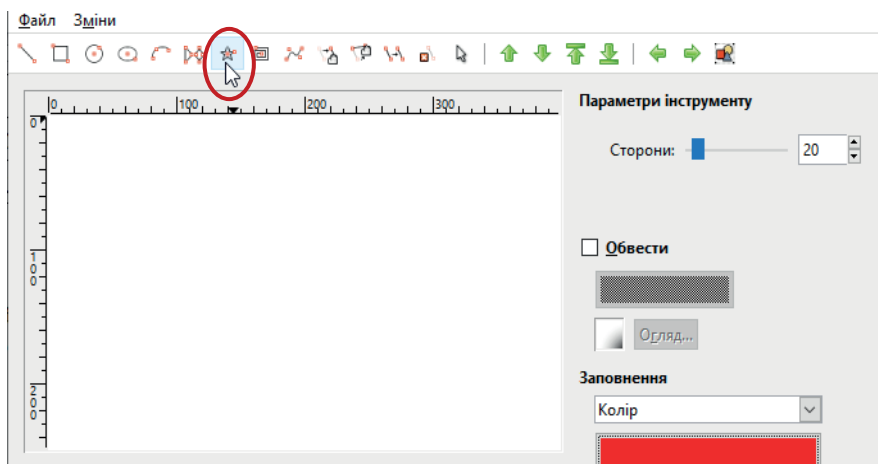 Файл Зміни
0 100 200 300
Параметри інструменту
0
Сторони: 20
Обвести
100
Огляд...
Заповнення
200
Колір